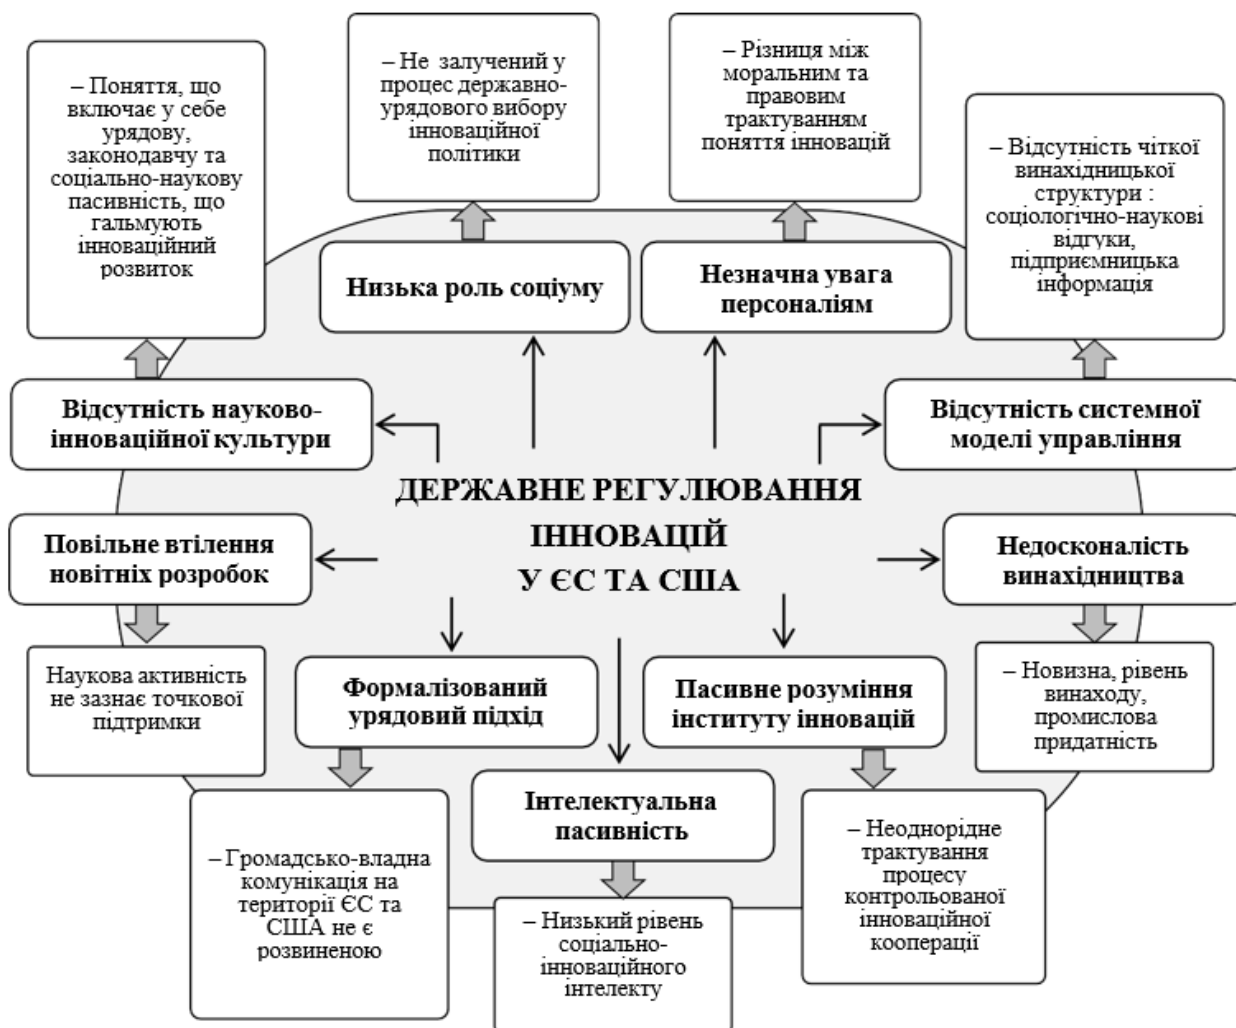 – Поняття, що
включає у себе
урядову,
законодавчу та
соціально-наукову
пасивність, що
гальмують
інноваційний
розвиток
– Не залучений у
процес державно-
урядового вибору
інноваційної
політики
– Різниця між
моральним та
правовим
трактуванням
поняття інновацій
– Відсутність чіткої
винахідницької
структури :
соціологічно-наукові
відгуки,
підприємницька
інформація
Низька роль соціуму
Незначна увага
персоналіям
Відсутність науково-
інноваційної культури
Відсутність системної
моделі управління
ДЕРЖАВНЕ РЕГУЛЮВАННЯ
ІННОВАЦІЙ
У ЄС ТА США
Повільне втілення
новітніх розробок
Недосконалість
винахідництва
Наукова активність
не зазнає точкової
підтримки
Формалізований
урядовий підхід
Пасивне розуміння
інституту інновацій
– Новизна, рівень
винаходу,
промислова
придатність
Інтелектуальна
пасивність
– Громадсько-владна
комунікація на
території ЄС та
США не є
розвиненою
– Низький рівень
соціально-
інноваційного
інтелекту
– Неоднорідне
трактування
процесу
контрольованої
інноваційної
кооперації